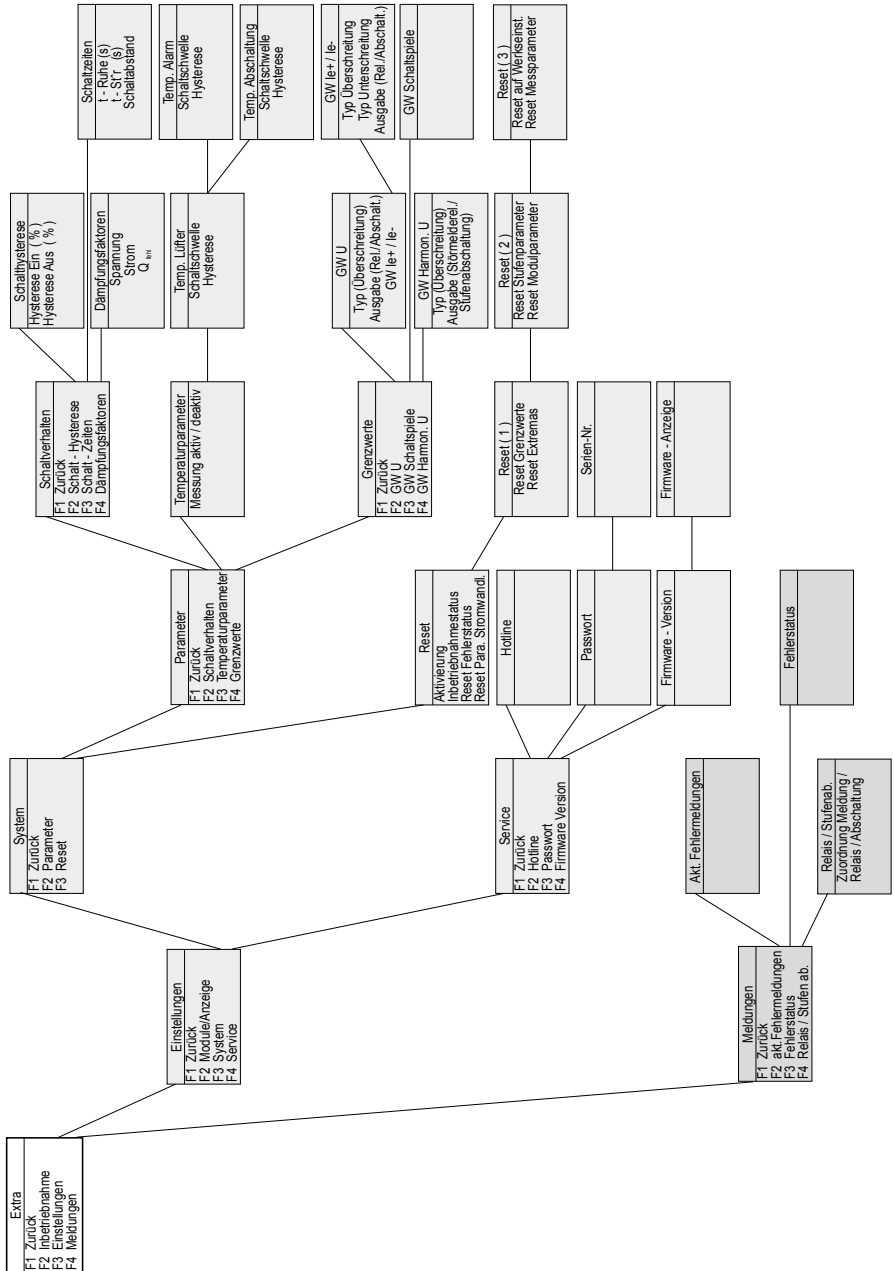 Extra
F1 Zurück
F2 Inbetriebnahme
F3 Einstellungen
F4 Meldungen
Einstellungen
F1 Zurück
F2 Module/Anzeige
F3 System
F4 Service
Meldungen
F1 Zurück
F2 akt.Fehlermeldungen
F3 Fehlerstatus
F4 Relais / Stufen ab.
System
F1 Zurück
F2 Parameter
F3 Reset
Service
F1 Zurück
F2 Hotline
F3 Passwort
F4 Firmware Version
Akt. Fehlermeldungen
Relais / Stufenab.
Zuordnung Meldung /
Relais / Abschaltung
Parameter
F1 Zurück
F2 Schaltverhalten
F3 Temperaturparameter
F4 Grenzwerte
Reset
Aktivierung
Inbetriebnahmestatus
Reset Fehlerstatus
Reset Para. Stromwandl.
Hotline
Passwort
Firmware - Version
Fehlerstatus
Schaltverhalten
F1 Zurück
F2 Schalt - Hysterese
F3 Schalt - Zeiten
F4 Dämpfungsfaktoren
Temperaturparameter
Messung aktiv / deaktiv
Grenzwerte
F1 Zurück
F2 GW U
F3 GW Schaltspiele
F4 GW Harmon. U
Reset ( 1 )
Reset Grenzwerte
Reset Extremas
Serien-Nr.
Firmware - Anzeige
Schalthysterese
Hysterese Ein ( % )
Hysterese Aus ( % )
Dämpfungsfaktoren
Spannung
Strom
Q fehl
Temp. Lüfter
Schaltschwelle
Hysterese
GW U
Typ (Überschreitung)
Ausgabe (Rel./Abschalt.)
GW Ie+ / Ie-
GW Harmon. U
Typ (Überschreitung)
Ausgabe (Störmelderel./
Stufenabschaltung)
Reset ( 2 )
Reset Stufenparameter
Reset Modulparameter
Schaltzeiten
t - Ruhe (s)
t - St´r (s)
Schaltabstand
Temp. Alarm
Schaltschwelle
Hysterese
Temp. Abschaltung
Schaltschwelle
Hysterese
GW Ie+ / Ie-
Typ Überschreitung
Typ Unterschreitung
Ausgabe (Rel./Abschalt.)
GW Schaltspiele
Reset ( 3 )
Reset auf Werkseinst.
Reset Messparameter